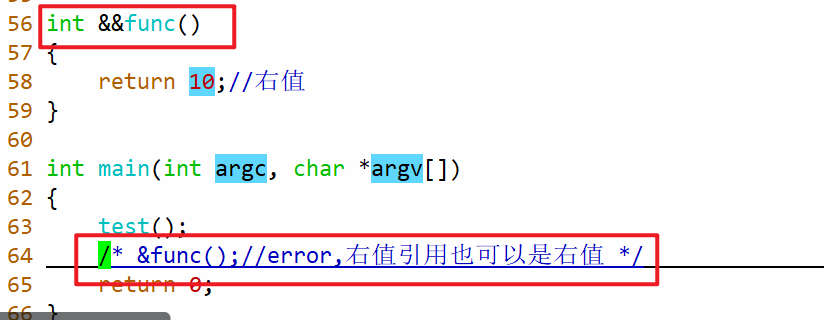 56 int &&func()
57 {
58     return 10;//右值
59 }
60
61 int main(int argc, char *argv[])
62 {
63     test();
64     /* &func();//error,右值引用也可以是右值 */
65     return 0;
66 }